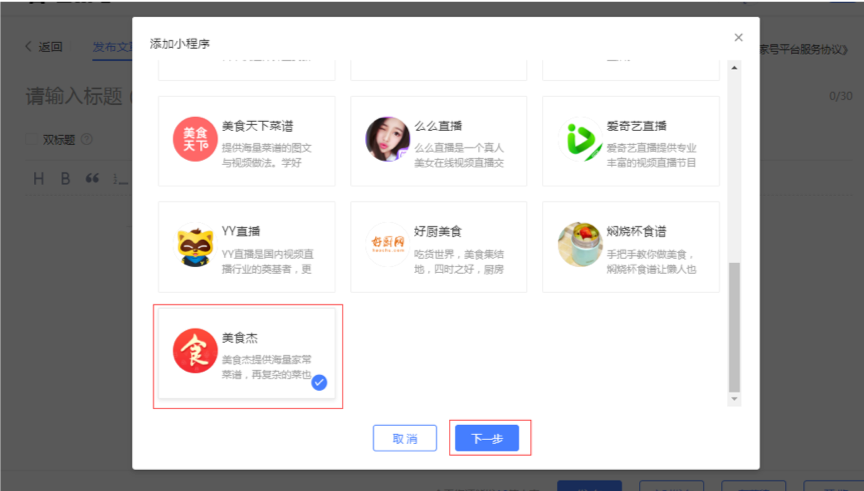 添加小程序
返回
发布文
家号平台服务协议》
请输入标题
0/30
双标题
H B
美食天下
美食天下菜谱
提供海量菜谱的图文
与视频做法。学好
么么直播
么么直播是一个真人
美女在线视频直播交
爱奇艺直播
爱奇艺直播提供专业
丰富的视频直播节目
YY直播
YY直播是国内视频直
播行业的奠基者，更
好厨网
好厨美食
吃货世界，美食集结
地，四时之好，厨房
焖烧杯食谱
手把手教你做美食，
焖烧杯食谱让懒人也
食
美食杰
美食杰提供海量家常
菜谱，再复杂的菜也
取消
下一步